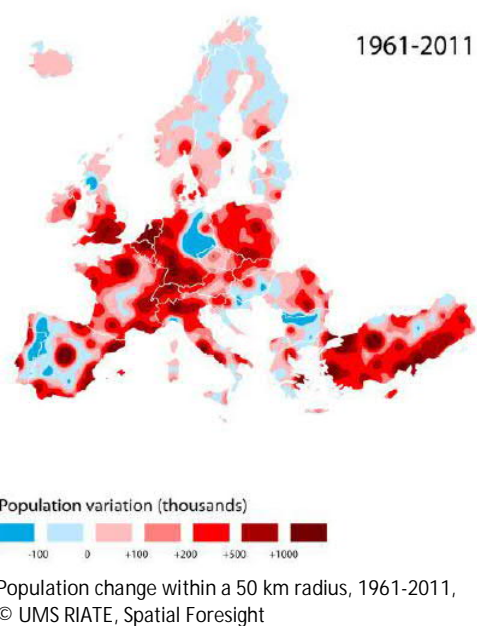 1961-2011
Population variation (thousands)
-100 0 +100 +200 +500 +1000
Population change within a 50 km radius, 1961-2011,
© UMS RIATE, Spatial Foresight